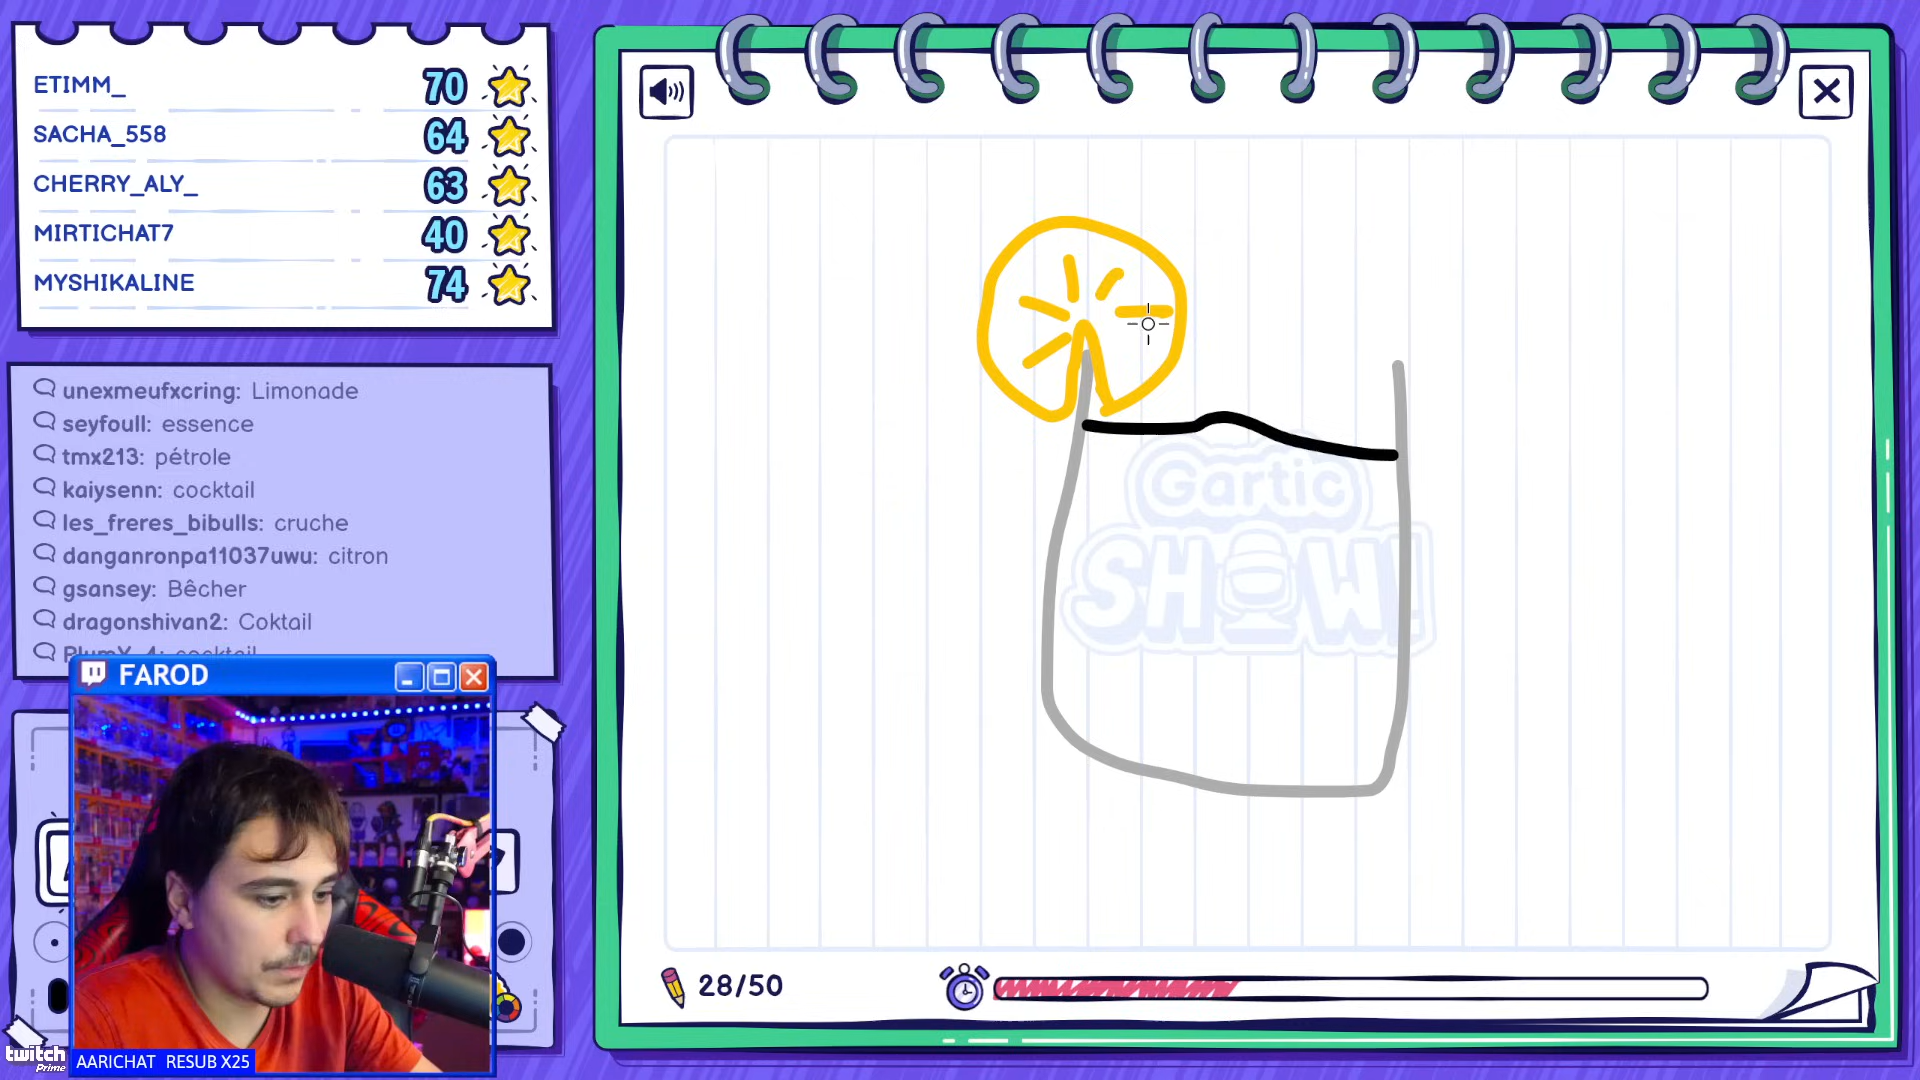 ETIMM_ 70
SACHA_558 64
CHERRY_ALY_ 63
MIRTICHAT7 40
MYSHIKALINE 74
unexmeufxcring: Limonade
seyfoull: essence
tmx213: pétrole
kaiysenn: cocktail
les_freres_bibulls: cruche
danganronpa11037uwu: citron
gsansey: Bêcher
dragonshivan2: Coktail
FAROD
Gartic
SHOW!
28/50
twitch
Prime
AARICHAT RESUB X25